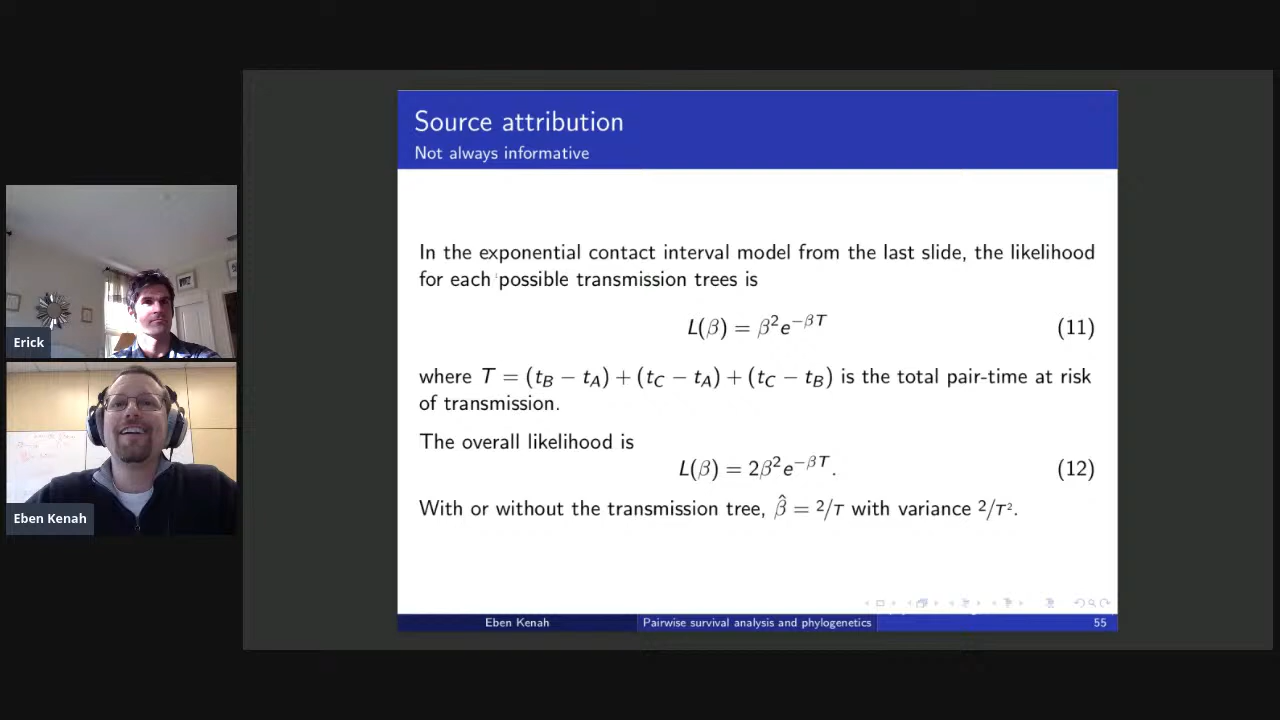 Source attribution
Not always informative
In the exponential contact interval model from the last slide, the likelihood
for each possible transmission trees is
L(β) = β²e^{−βT} (11)
where T = (t_B − t_A) + (t_C − t_A) + (t_C − t_B) is the total pair-time at risk
of transmission.
The overall likelihood is
L(β) = 2β²e^{−βT}. (12)
With or without the transmission tree, β̂ = 2/T with variance 2/T².
Eben Kenah Pairwise survival analysis and phylogenetics 55
Erick
Eben Kenah